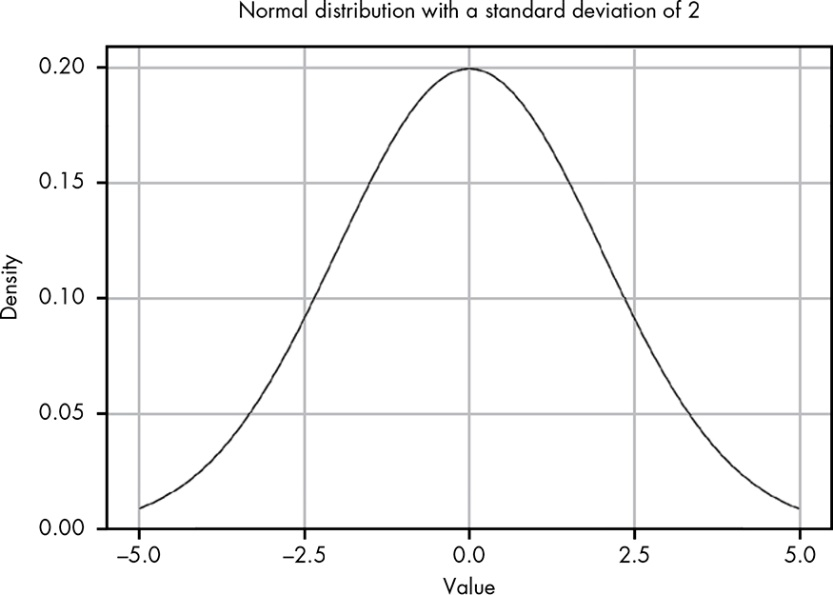 Normal distribution with a standard deviation of 2
0.20
0.15
0.10
0.05
0.00
Density
–5.0 –2.5 0.0 2.5 5.0
Value